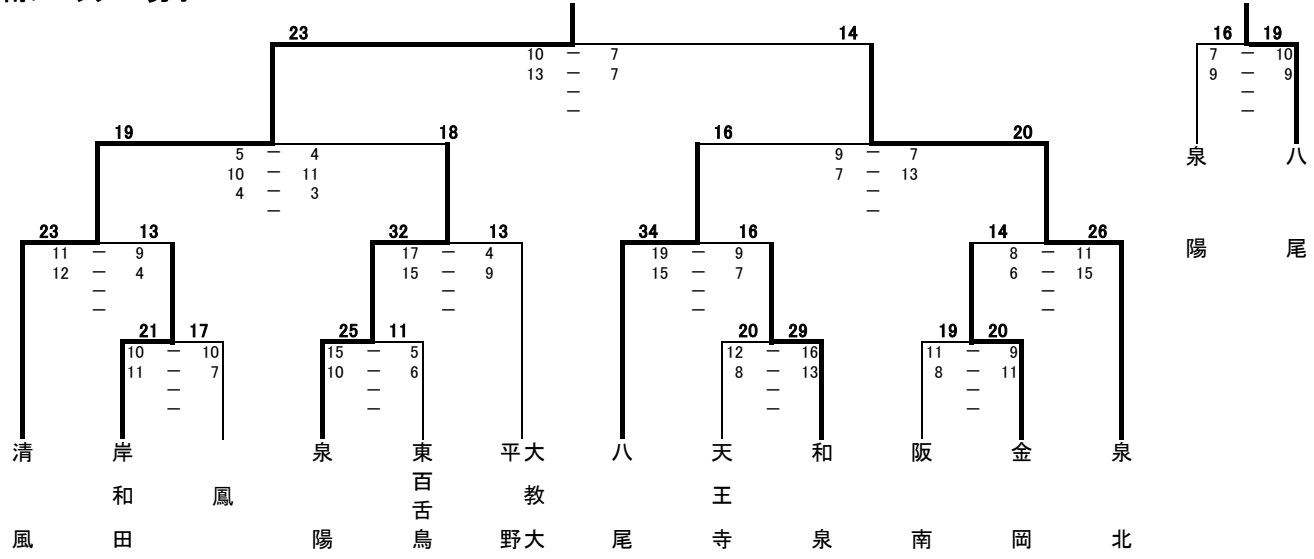 23 14 16 19
10 － 7 7 － 10
13 － 7 9 － 9
－
－
19 18 16 20
5 － 4 9 － 7
10 － 11 7 － 13
4 － 3 －
－ －
泉陽 八尾
23 13 32 13 34 16 14 26
11 － 9 17 － 4 19 － 9 8 － 11
12 － 4 15 － 9 15 － 7 6 － 15
－ － － －
－ － － －
21 17 25 11 20 29 19 20
10 － 10 15 － 5 12 － 16 11 － 9
11 － 7 10 － 6 8 － 13 8 － 11
－ － － －
－ － － －
清風
岸和田
鳳
泉陽
東百舌鳥
大教大平野
八尾
天王寺
和泉
阪南
金岡
泉北